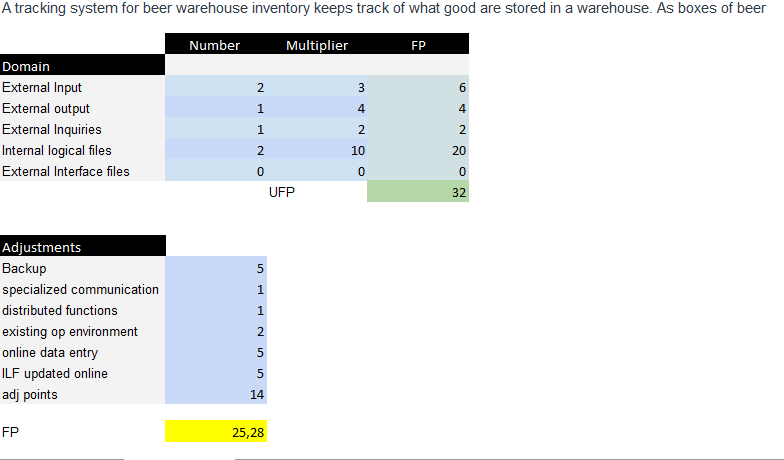 A tracking system for beer warehouse inventory keeps track of what good are stored in a warehouse. As boxes of beer
Number Multiplier FP
Domain
External Input 2 3 6
External output 1 4 4
External Inquiries 1 2 2
Internal logical files 2 10 20
External Interface files 0 0 0
UFP 32
Adjustments
Backup 5
specialized communication 1
distributed functions 1
existing op environment 2
online data entry 5
ILF updated online 5
adj points 14
FP 25,28